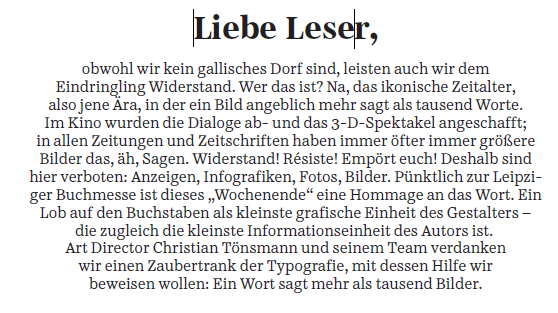 Liebe Leser,
obwohl wir kein gallisches Dorf sind, leisten auch wir dem
Eindringling Widerstand. Wer das ist? Na, das ikonische Zeitalter,
also jene Ära, in der ein Bild angeblich mehr sagt als tausend Worte.
Im Kino wurden die Dialoge ab- und das 3-D-Spektakel angeschafft;
in allen Zeitungen und Zeitschriften haben immer öfter immer größere
Bilder das, äh, Sagen. Widerstand! Résiste! Empört euch! Deshalb sind
hier verboten: Anzeigen, Infografiken, Fotos, Bilder. Pünktlich zur Leipzi-
ger Buchmesse ist dieses „Wochenende“ eine Hommage an das Wort. Ein
Lob auf den Buchstaben als kleinste grafische Einheit des Gestalters –
die zugleich die kleinste Informationseinheit des Autors ist.
Art Director Christian Tönsmann und seinem Team verdanken
wir einen Zaubertrank der Typografie, mit dessen Hilfe wir
beweisen wollen: Ein Wort sagt mehr als tausend Bilder.